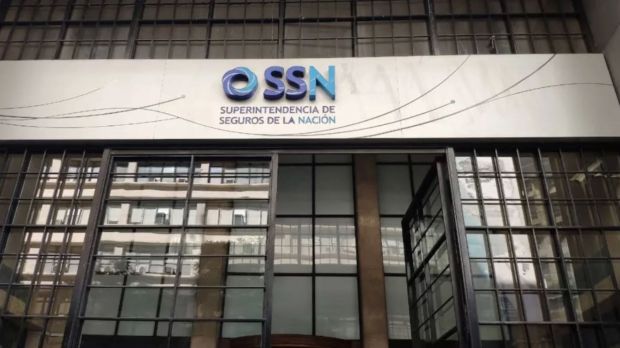 SSN
SUPERINTENDENCIA DE
SEGUROS DE LA NACIÓN